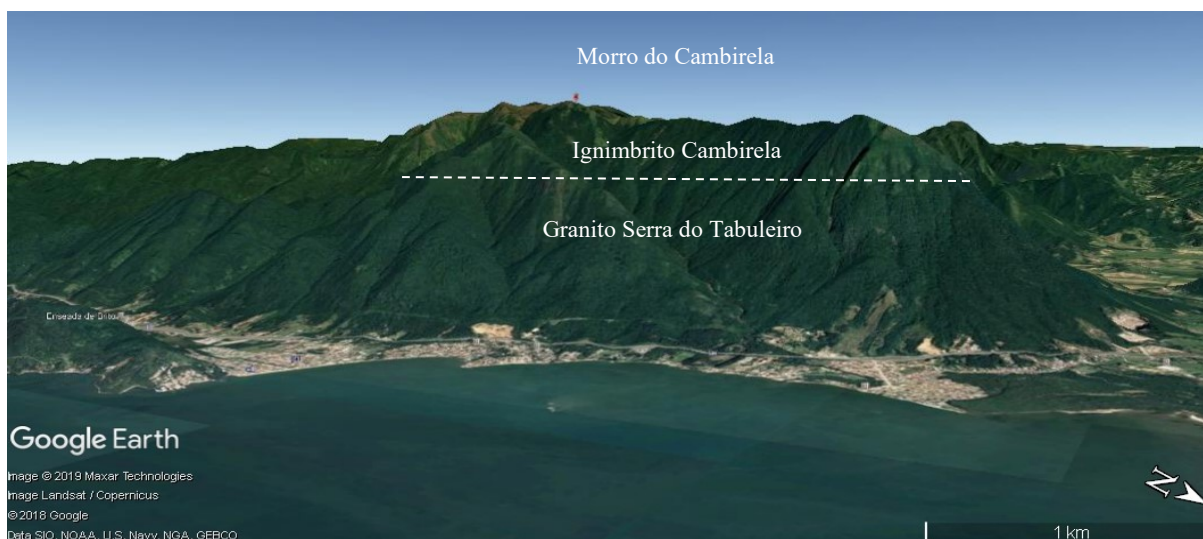 Morro do Cambirela
Ignimbrito Cambirela
Granito Serra do Tabuleiro
Enseada de Brito
Google Earth
Image © 2019 Maxar Technologies
Image Landsat / Copernicus
© 2018 Google
Data SIO, NOAA, U.S. Navy, NGA, GEBCO
N
1 km